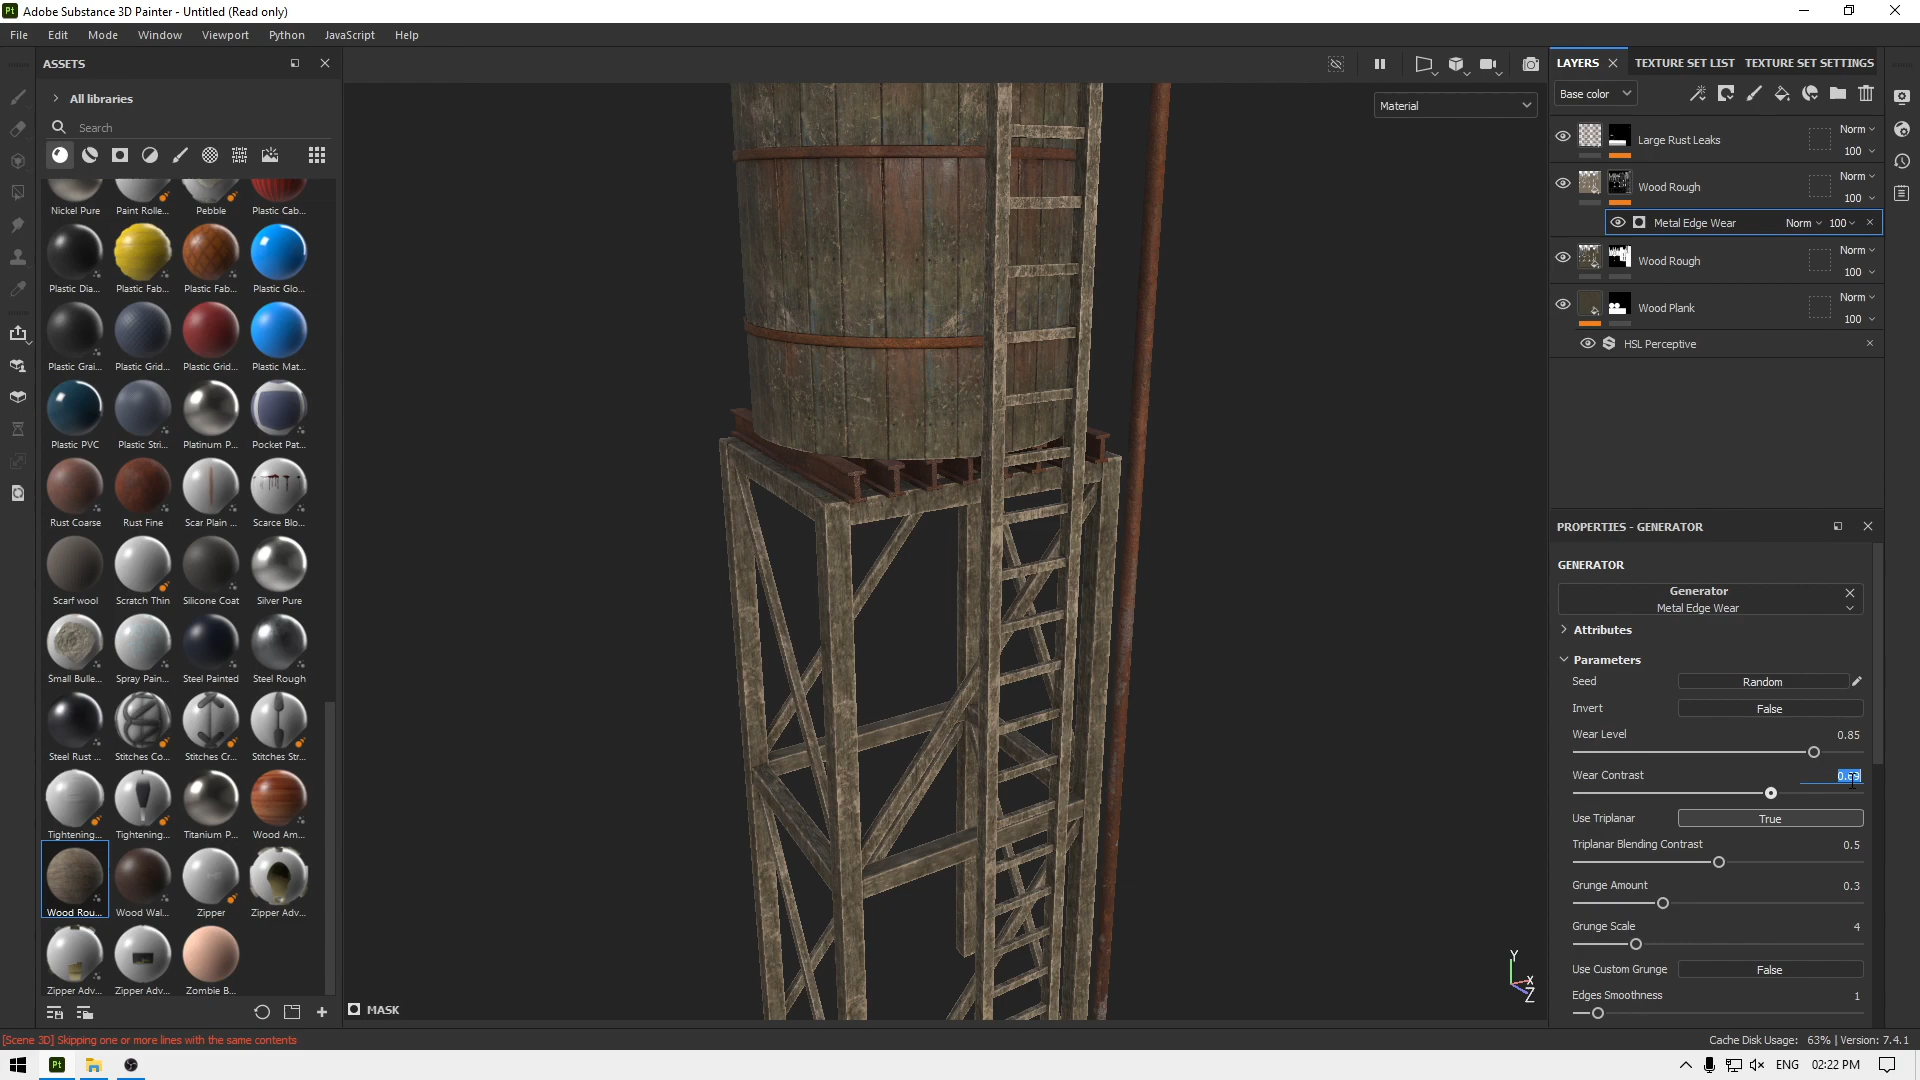 Adobe Substance 3D Painter - Untitled (Read only)
File Edit Mode Window Viewport Python JavaScript Help
ASSETS
All libraries
Search
Nickel Pure Paint Rolle... Pebble Plastic Cab...
Plastic Dia... Plastic Fab... Plastic Fab... Plastic Glo...
Plastic Grai... Plastic Grid... Plastic Grid... Plastic Mat...
Plastic PVC Plastic Stri... Platinum P... Pocket Pat...
Rust Coarse Rust Fine Scar Plain ... Scarce Blo...
Scarf wool Scratch Thin Silicone Coat Silver Pure
Small Bulle... Spray Pain... Steel Painted Steel Rough
Steel Rust ... Stitches Co... Stitches Cr... Stitches Str...
Tightening... Tightening... Titanium P... Wood Am...
Wood Rou... Wood Wal... Zipper Zipper Adv...
Zipper Adv... Zipper Adv... Zombie B...
Material
MASK
Y
X
Z
LAYERS TEXTURE SET LIST TEXTURE SET SETTINGS
Base color
Large Rust Leaks Norm 100
Wood Rough Norm 100
Metal Edge Wear Norm 100
Wood Rough Norm 100
Wood Plank Norm 100
HSL Perceptive
PROPERTIES - GENERATOR
GENERATOR
Generator
Metal Edge Wear
Attributes
Parameters
Seed Random
Invert False
Wear Level 0.85
Wear Contrast
Use Triplanar True
Triplanar Blending Contrast 0.5
Grunge Amount 0.3
Grunge Scale 4
Use Custom Grunge False
Edges Smoothness 1
[Scene 3D] Skipping one or more lines with the same contents
Cache Disk Usage: 63% | Version: 7.4.1
Pt
ENG 02:22 PM